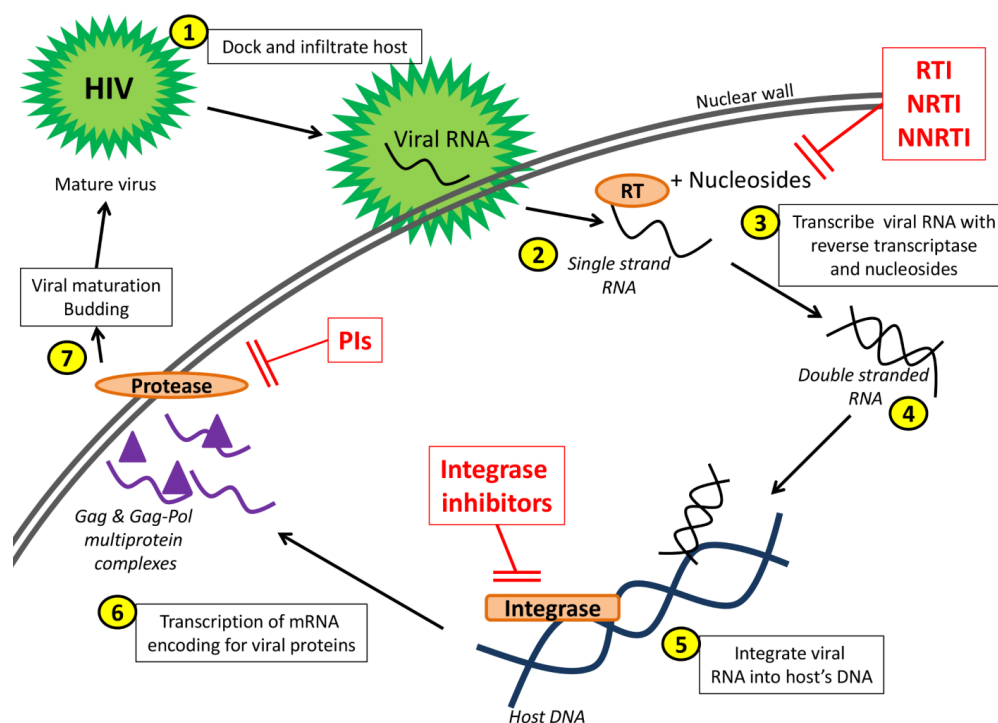 1
Dock and infiltrate host
HIV
Viral RNA
Nuclear wall
RTI
NRTI
NNRTI
RT
+ Nucleosides
2
Single strand
RNA
3
Transcribe viral RNA with
reverse transcriptase
and nucleosides
Double stranded
RNA
4
Integrase
inhibitors
Integrase
5
Integrate viral
RNA into host's DNA
Host DNA
6
Transcription of mRNA
encoding for viral proteins
Gag & Gag-Pol
multiprotein
complexes
Protease
PIs
7
Viral maturation
Budding
Mature virus